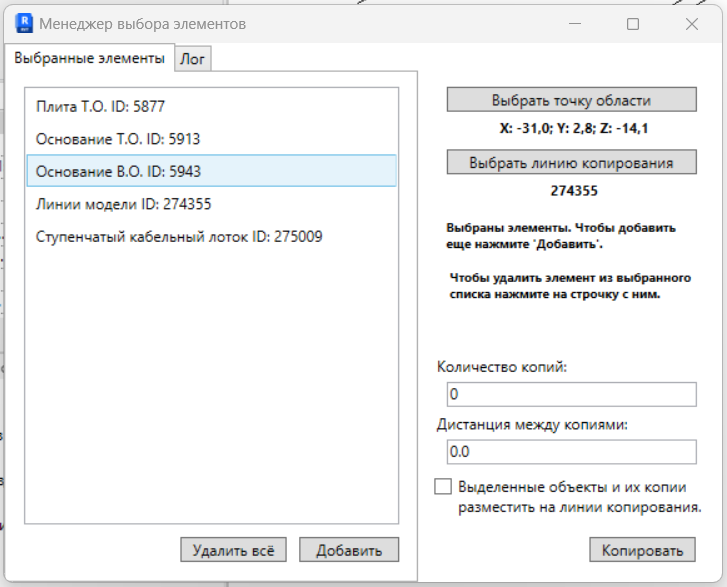 Менеджер выбора элементов
Выбранные элементы
Лог
Плита Т.О. ID: 5877
Основание Т.О. ID: 5913
Основание В.О. ID: 5943
Линии модели ID: 274355
Ступенчатый кабельный лоток ID: 275009
Удалить всё
Добавить
Выбрать точку области
X: -31,0; Y: 2,8; Z: -14,1
Выбрать линию копирования
274355
Выбраны элементы. Чтобы добавить
еще нажмите 'Добавить'.
Чтобы удалить элемент из выбранного
списка нажмите на строчку с ним.
Количество копий:
0
Дистанция между копиями:
0.0
Выделенные объекты и их копии
разместить на линии копирования.
Копировать